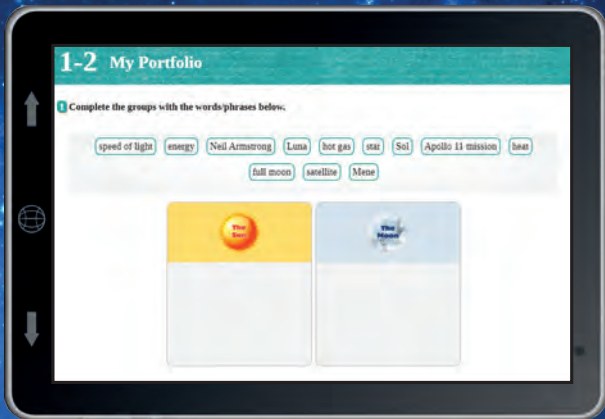 1-2 My Portfolio
1 Complete the groups with the words/phrases below.
speed of light energy Neil Armstrong Luna hot gas star Sol Apollo 11 mission heat
full moon satellite Mene
The The
Sun Moon